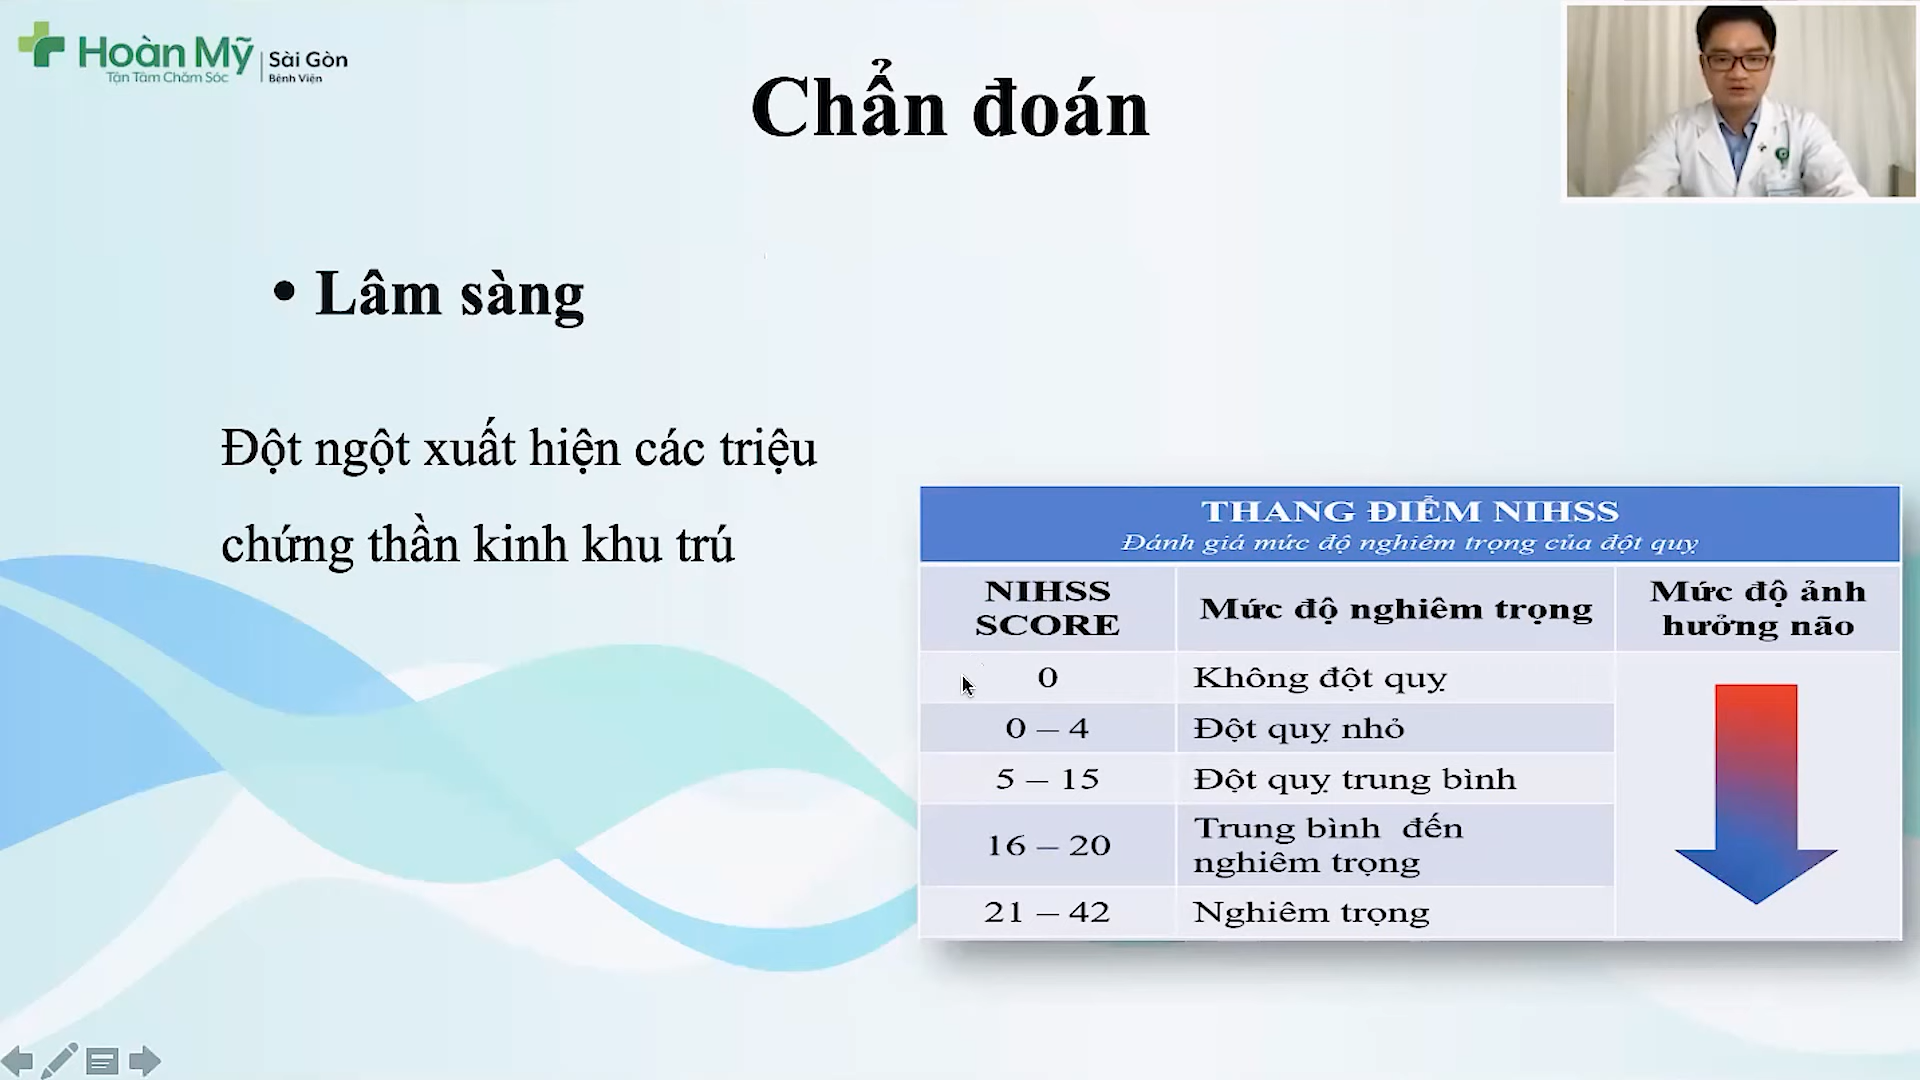 Hoàn Mỹ
Tận Tâm Chăm Sóc
Sài Gòn
Bệnh Viện
Chẩn đoán
• Lâm sàng
Đột ngột xuất hiện các triệu
chứng thần kinh khu trú
THANG ĐIỂM NIHSS
Đánh giá mức độ nghiêm trọng của đột quỵ
NIHSS
SCORE
Mức độ nghiêm trọng
Mức độ ảnh
hưởng não
0
Không đột quỵ
0 – 4
Đột quỵ nhỏ
5 – 15
Đột quỵ trung bình
16 – 20
Trung bình đến
nghiêm trọng
21 – 42
Nghiêm trọng